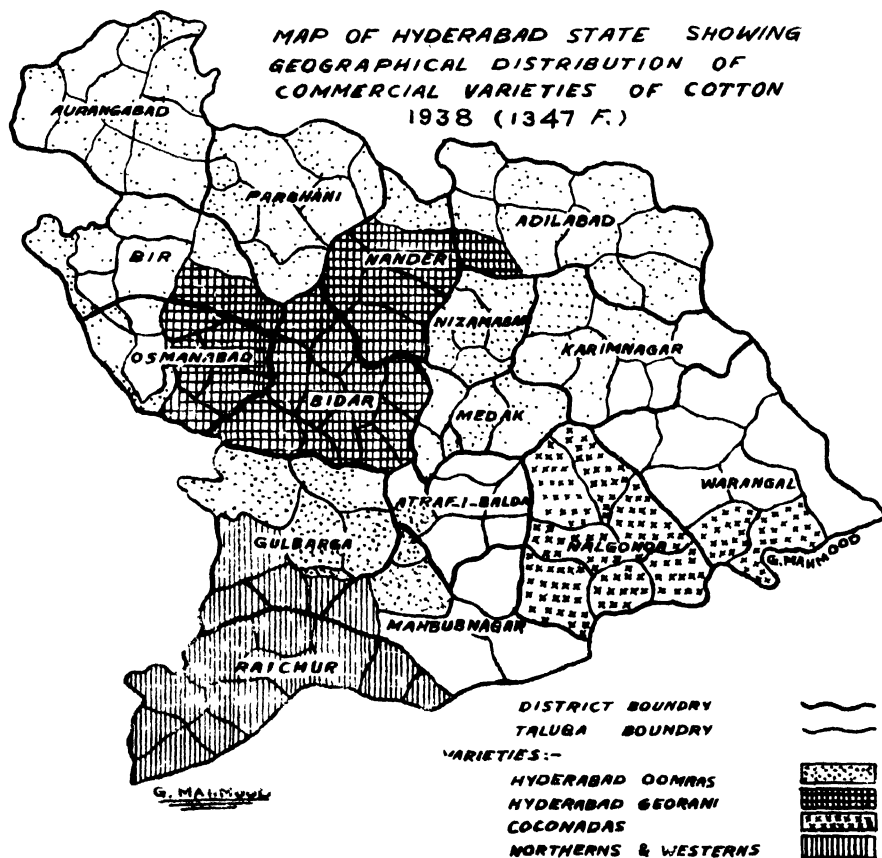 MAP OF HYDERABAD STATE SHOWING
GEOGRAPHICAL DISTRIBUTION OF
COMMERCIAL VARIETIES OF COTTON
1938 (1347 F.)
AURANGABAD
PARBHANI
ADILABAD
BIR
NANDER
NIZAMABAD
OSMANABAD
KARIMNAGAR
BIDAR
MEDAK
WARANGAL
ATRAF-I-BALDA
GULBARGA
NALGONDA
G. MAHMOOD
MAHBUBNAGAR
RAICHUR
DISTRICT BOUNDRY
TALUGA BOUNDRY
VARIETIES:-
HYDERABAD OOMRAS
G. MAHMOOD
HYDERABAD GEORANI
COCONADAS
NORTHERNS & WESTERNS